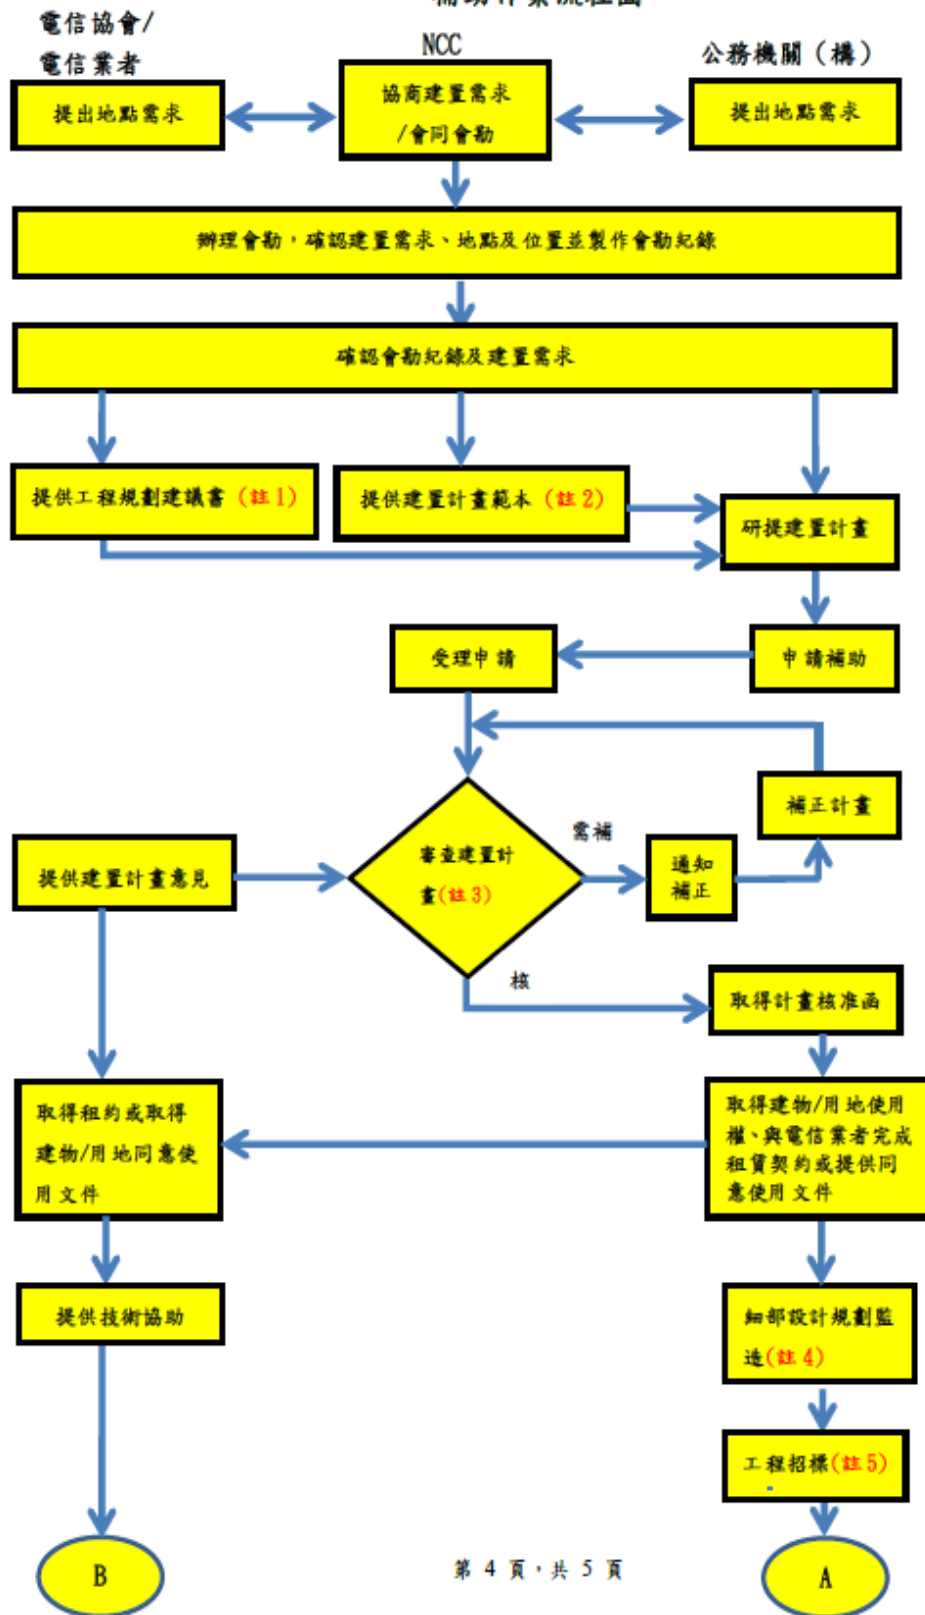 補助作業流程圖
電信協會/
電信業者
NCC
公務機關（構）
提出地點需求
協商建置需求
/會同會勘
提出地點需求
辦理會勘，確認建置需求、地點及位置並製作會勘紀錄
確認會勘紀錄及建置需求
提供工程規劃建議書（註1）
提供建置計畫範本（註2）
研提建置計畫
受理申請
申請補助
補正計畫
需補
通知
補正
審查建置計
畫(註3)
提供建置計畫意見
核
取得計畫核准函
取得租約或取得
建物/用地同意使
用文件
取得建物/用地使用
權、與電信業者完成
租賃契約或提供同
意使用文件
提供技術協助
細部設計規劃監
造(註4)
工程招標(註5)
B
第 4 頁，共 5 頁
A